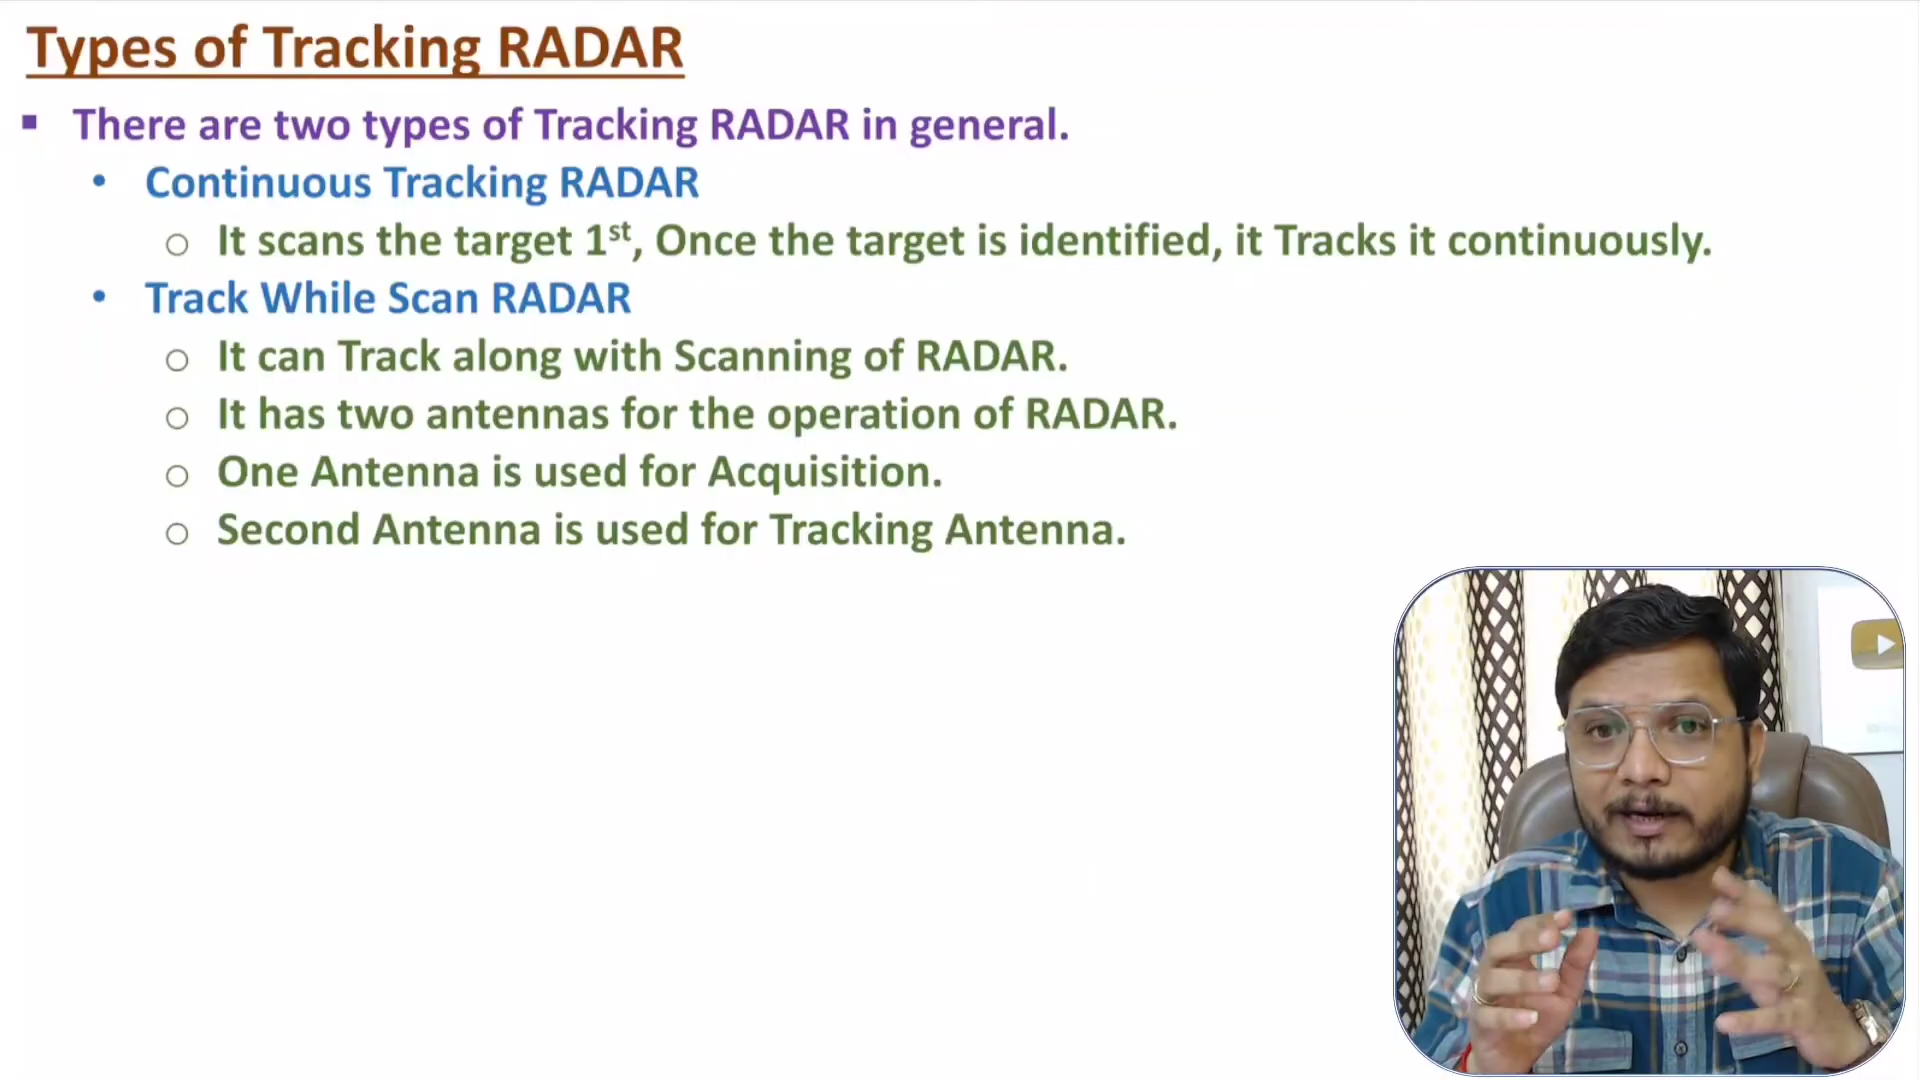 Types of Tracking RADAR
▪ There are two types of Tracking RADAR in general.
• Continuous Tracking RADAR
○ It scans the target 1st, Once the target is identified, it Tracks it continuously.
• Track While Scan RADAR
○ It can Track along with Scanning of RADAR.
○ It has two antennas for the operation of RADAR.
○ One Antenna is used for Acquisition.
○ Second Antenna is used for Tracking Antenna.